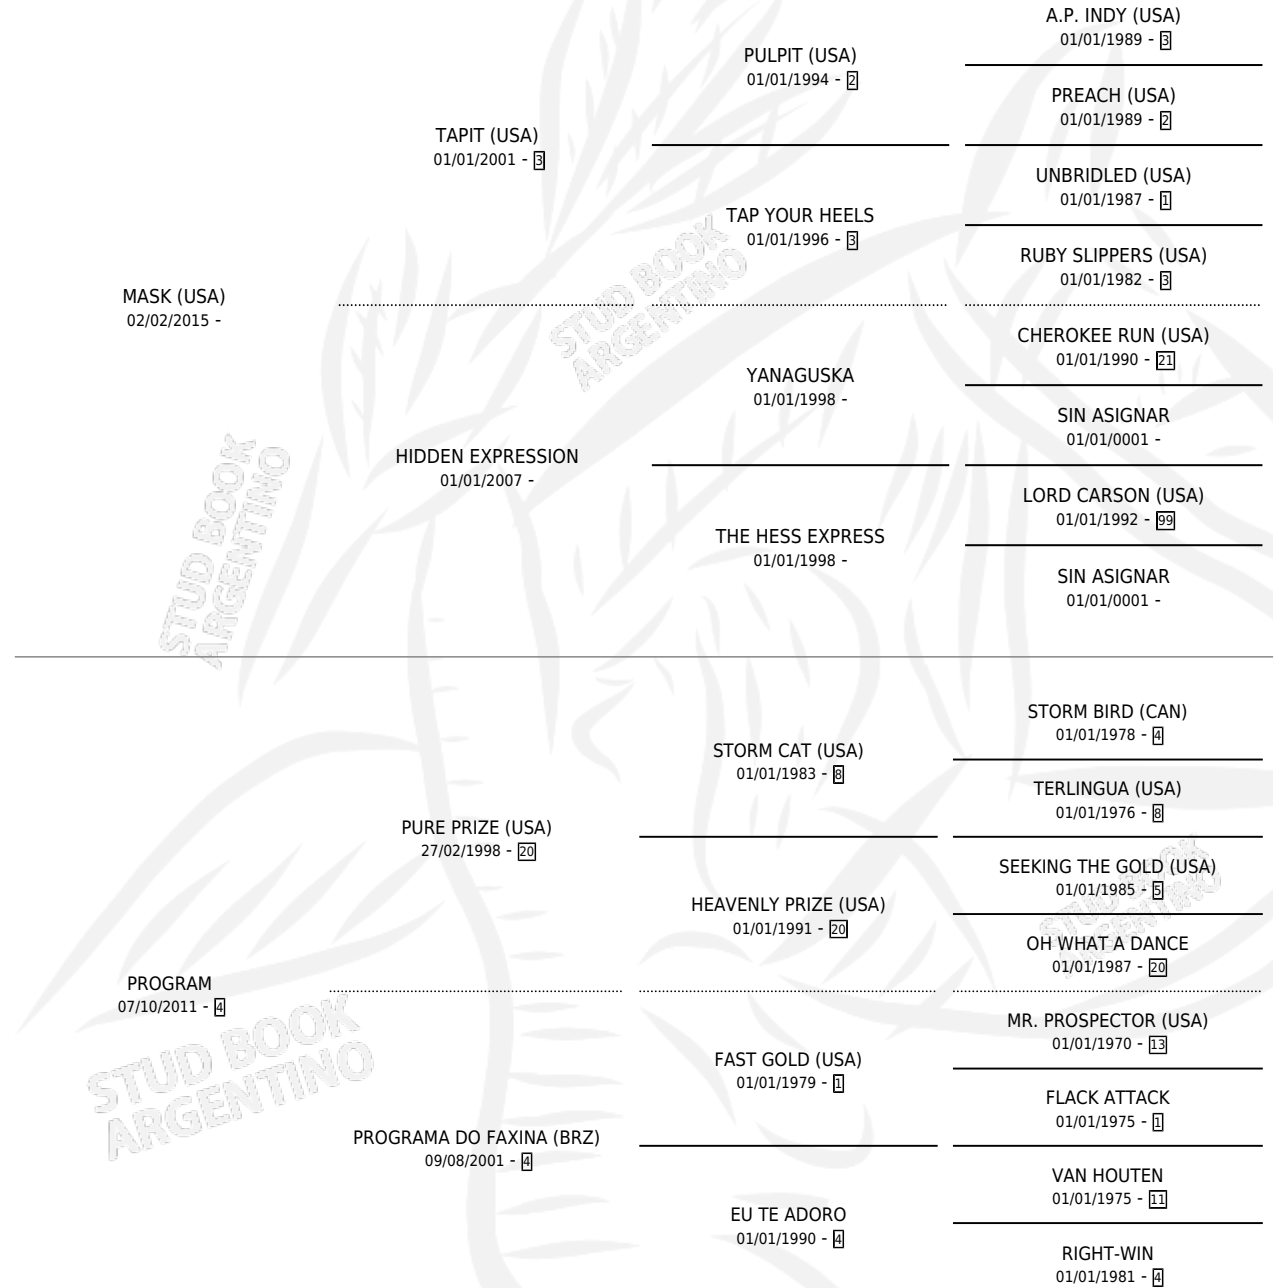 A.P. INDY (USA)
01/01/1989 - 3
PULPIT (USA)
01/01/1994 - 2
PREACH (USA)
01/01/1989 - 2
TAPIT (USA)
01/01/2001 - 3
UNBRIDLED (USA)
01/01/1987 - 1
TAP YOUR HEELS
01/01/1996 - 3
RUBY SLIPPERS (USA)
01/01/1982 - 3
MASK (USA)
02/02/2015 -
CHEROKEE RUN (USA)
01/01/1990 - 21
YANAGUSKA
01/01/1998 -
SIN ASIGNAR
01/01/0001 -
HIDDEN EXPRESSION
01/01/2007 -
LORD CARSON (USA)
01/01/1992 - 99
THE HESS EXPRESS
01/01/1998 -
SIN ASIGNAR
01/01/0001 -
STUD BOOK
ARGENTINO
STUD BOOK
ARGENTINO
STORM BIRD (CAN)
01/01/1978 - 4
STORM CAT (USA)
01/01/1983 - 8
TERLINGUA (USA)
01/01/1976 - 8
PURE PRIZE (USA)
27/02/1998 - 20
SEEKING THE GOLD (USA)
01/01/1985 - 5
HEAVENLY PRIZE (USA)
01/01/1991 - 20
OH WHAT A DANCE
01/01/1987 - 20
PROGRAM
07/10/2011 - 4
MR. PROSPECTOR (USA)
01/01/1970 - 13
FAST GOLD (USA)
01/01/1979 - 1
FLACK ATTACK
01/01/1975 - 1
PROGRAMA DO FAXINA (BRZ)
09/08/2001 - 4
VAN HOUTEN
01/01/1975 - 11
EU TE ADORO
01/01/1990 - 4
RIGHT-WIN
01/01/1981 - 4
STUD BOOK
ARGENTINO
STUD BOOK
ARGENTINO